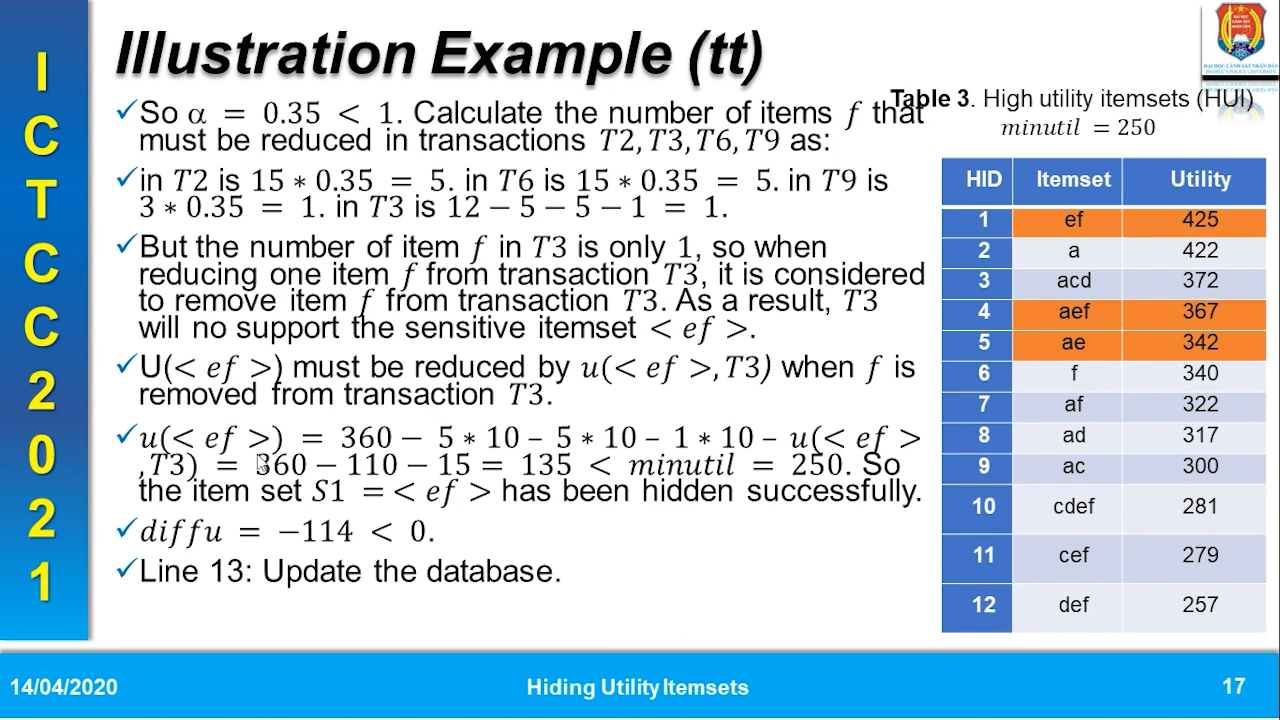 I
C
T
C
C
2
0
2
1
Illustration Example (tt)
ĐẠI HỌC CẢNH SÁT NHÂN DÂN
PEOPLE'S POLICE UNIVERSITY
✓So α = 0.35 < 1. Calculate the number of items f that
must be reduced in transactions T2, T3, T6, T9 as:
✓in T2 is 15 ∗ 0.35 = 5. in T6 is 15 ∗ 0.35 = 5. in T9 is
3 ∗ 0.35 = 1. in T3 is 12 − 5 − 5 − 1 = 1.
✓But the number of item f in T3 is only 1, so when
reducing one item f from transaction T3, it is considered
to remove item f from transaction T3. As a result, T3
will no support the sensitive itemset < ef >.
✓U(< ef >) must be reduced by u(< ef >, T3) when f is
removed from transaction T3.
✓u(< ef >) = 360 − 5 ∗ 10 – 5 ∗ 10 – 1 ∗ 10 – u(< ef >
, T3) = 360 − 110 − 15 = 135 < minutil = 250. So
the item set S1 =< ef > has been hidden successfully.
✓diffu = −114 < 0.
✓Line 13: Update the database.
Table 3. High utility itemsets (HUI)
minutil = 250
HID Itemset Utility
1 ef 425
2 a 422
3 acd 372
4 aef 367
5 ae 342
6 f 340
7 af 322
8 ad 317
9 ac 300
10 cdef 281
11 cef 279
12 def 257
14/04/2020
Hiding Utility Itemsets
17